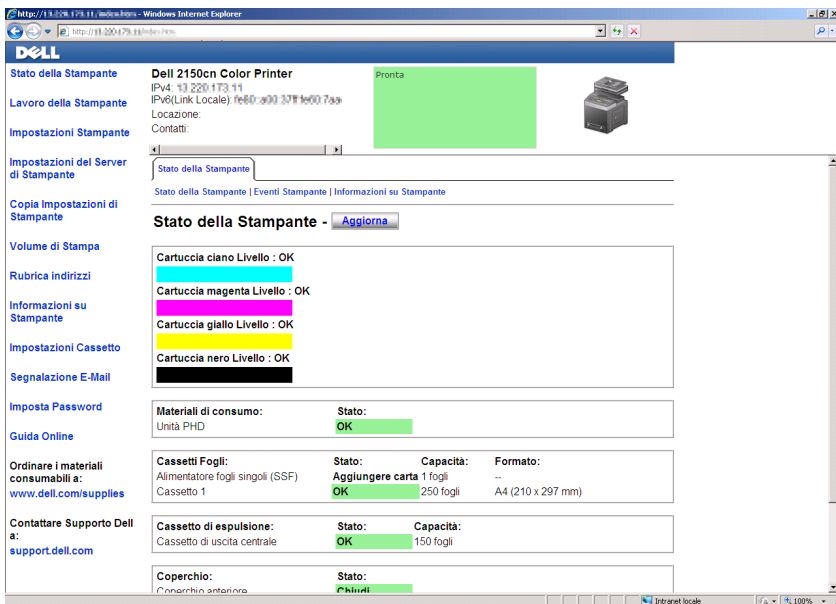 Windows Internet Explorer
DELL
Stato della Stampante
Lavoro della Stampante
Impostazioni Stampante
Impostazioni del Server
di Stampante
Copia Impostazioni di
Stampante
Volume di Stampa
Rubrica indirizzi
Informazioni su
Stampante
Impostazioni Cassetto
Segnalazione E-Mail
Imposta Password
Guida Online
Ordinare i materiali
consumabili a:
www.dell.com/supplies
Contattare Supporto Dell
a:
support.dell.com
Dell 2150cn Color Printer
IPv4:
IPv6(Link Locale):
Locazione:
Contatti:
Pronta
Stato della Stampante
Stato della Stampante | Eventi Stampante | Informazioni su Stampante
Stato della Stampante - Aggiorna
Cartuccia ciano Livello : OK
Cartuccia magenta Livello : OK
Cartuccia giallo Livello : OK
Cartuccia nero Livello : OK
Materiali di consumo: Stato:
Unità PHD OK
Cassetti Fogli: Stato: Capacità: Formato:
Alimentatore fogli singoli (SSF) Aggiungere carta 1 fogli --
Cassetto 1 OK 250 fogli A4 (210 x 297 mm)
Cassetto di espulsione: Stato: Capacità:
Cassetto di uscita centrale OK 150 fogli
Coperchio: Stato:
Coperchio anteriore Chiudi
Intranet locale 100%